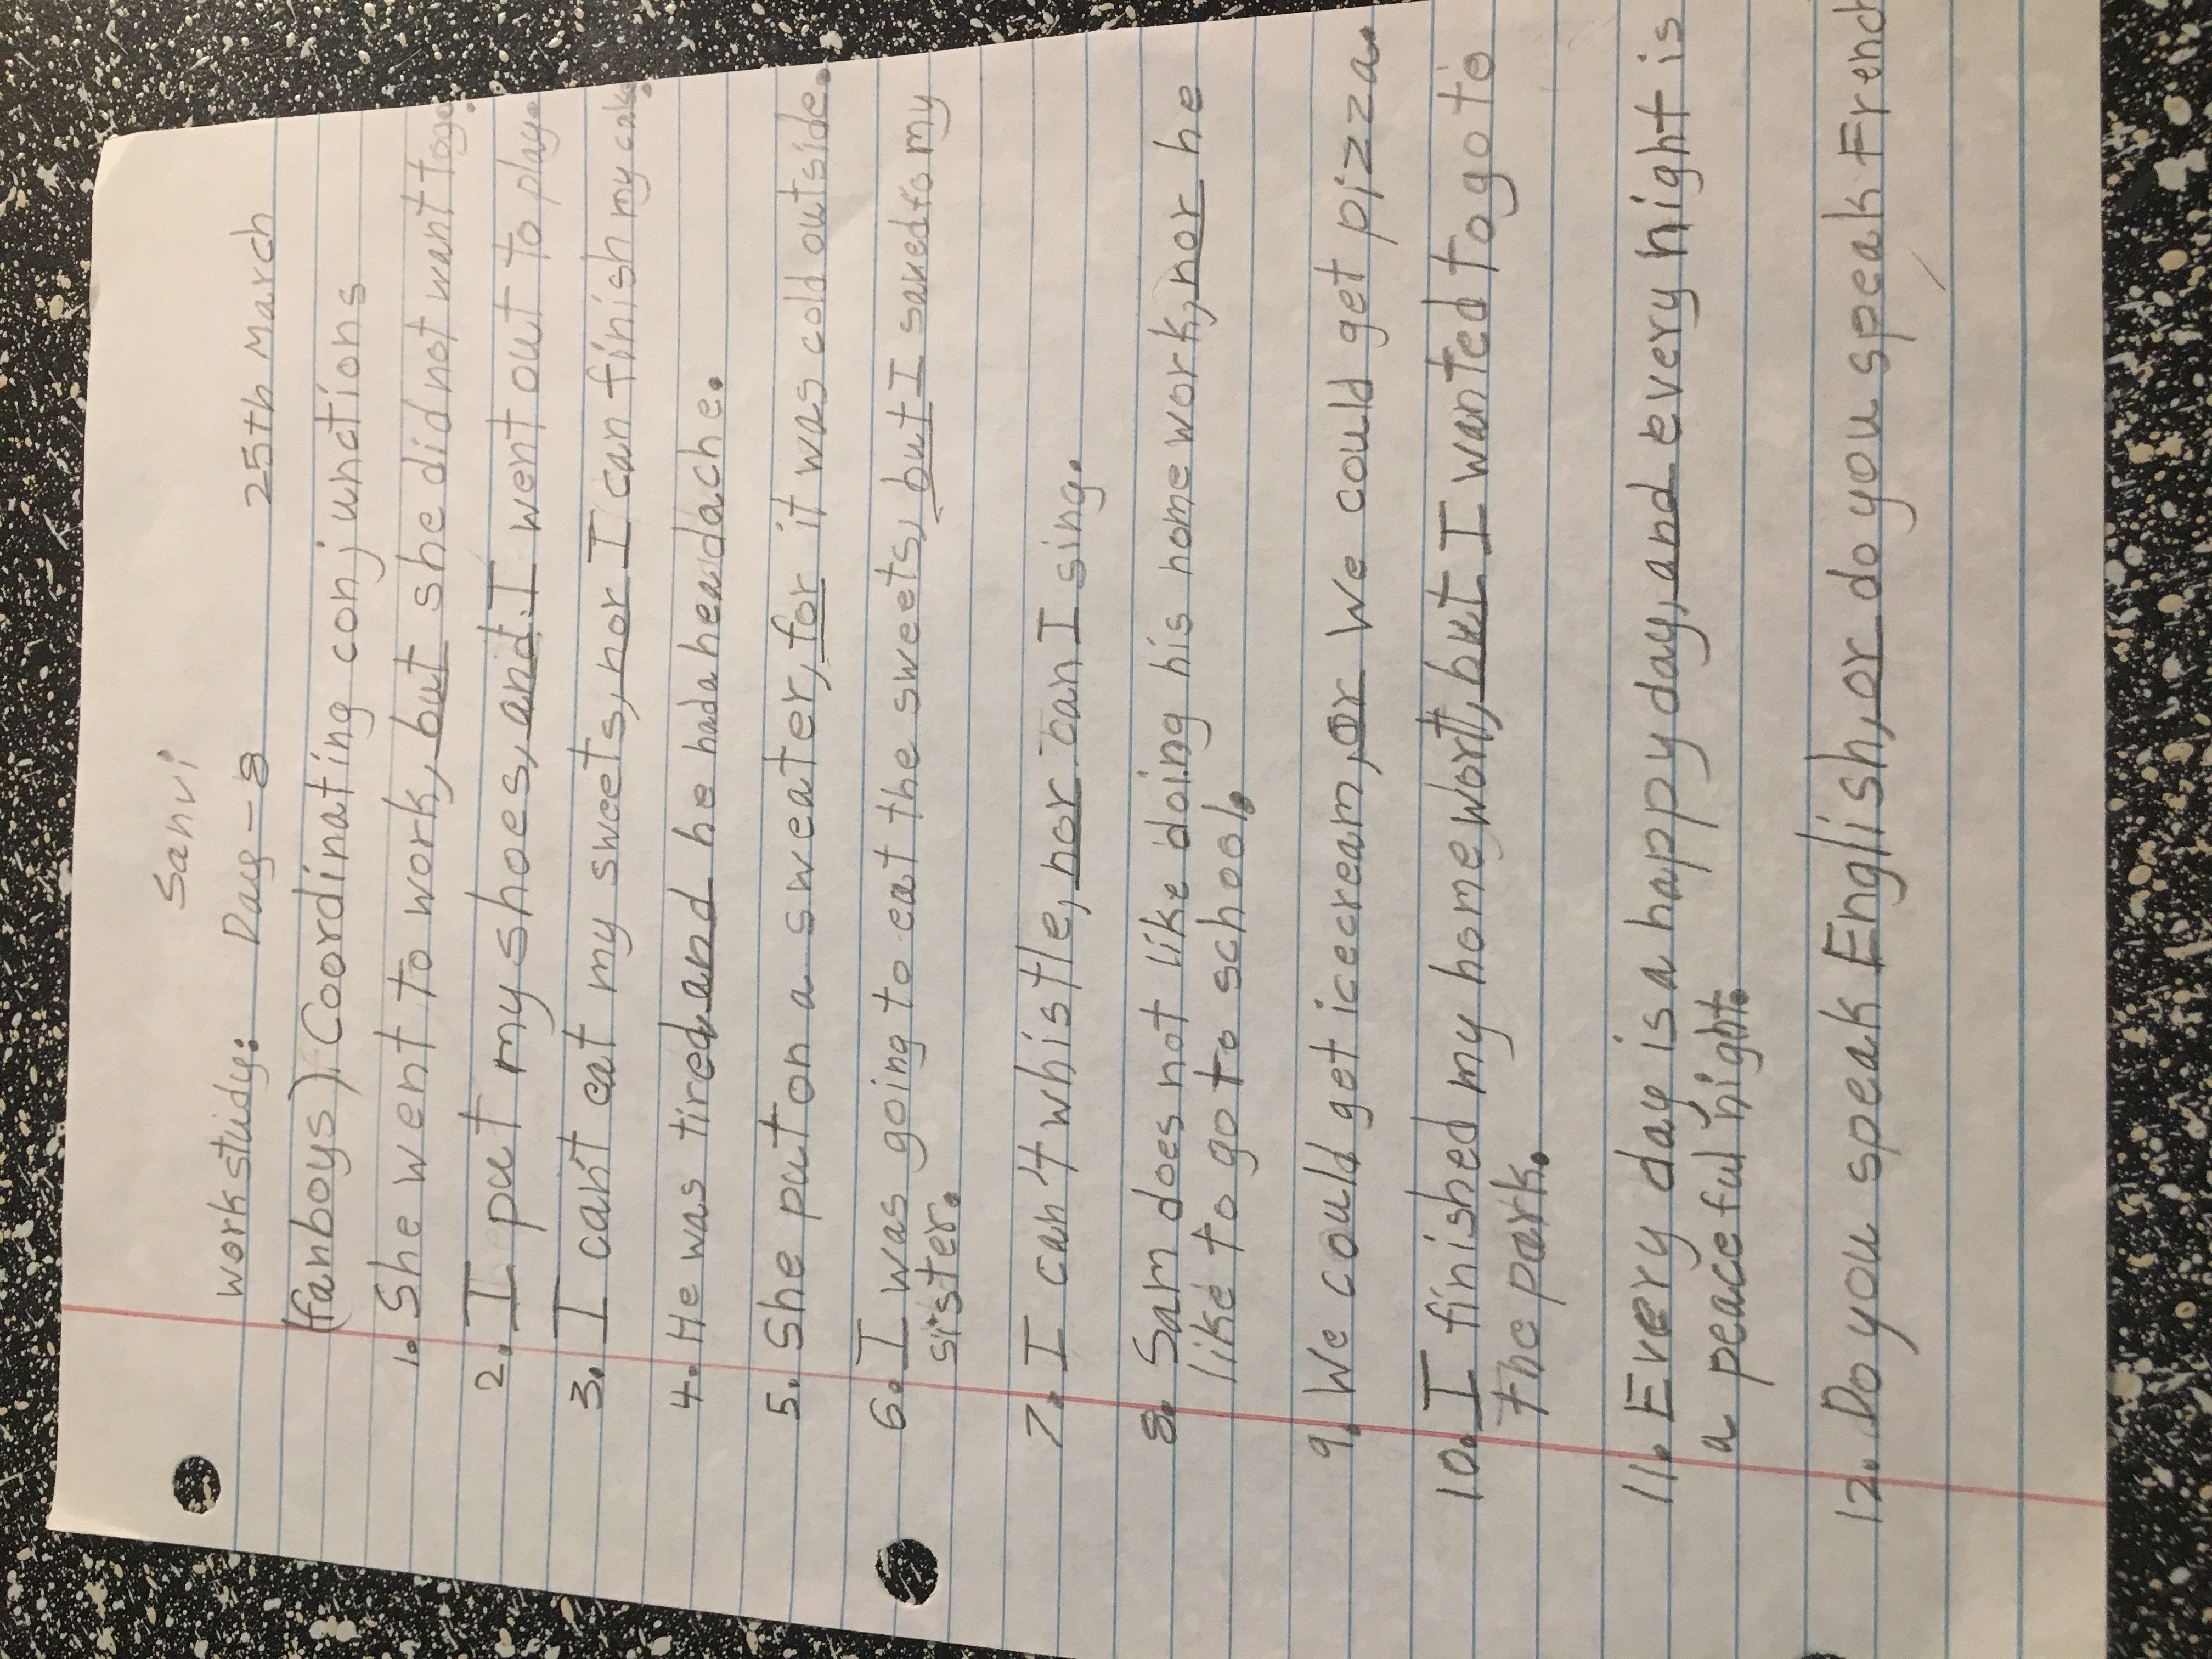 Sanvi
work study: Day - 8 25th March
(fanboys). Coordinating conjunctions
1. She went to work, but she did not want to go.
2. I put my shoes, and I went out to play.
3. I can't eat my sweets, nor I can finish my cake.
4. He was tired, and he had a headache.
5. She put on a sweater, for it was cold outside.
6. I was going to eat the sweets, but I saved to my
sister.
7. I can't whistle, nor can I sing.
8. Sam does not like doing his home work, nor he
like to go to school.
9. We could get icecream, or We could get pizza.
10. I finished my home work, but I wanted to go to
the park.
11. Every day is a happy day, and every night is
a peaceful night.
12. Do you speak English, or do you speak French